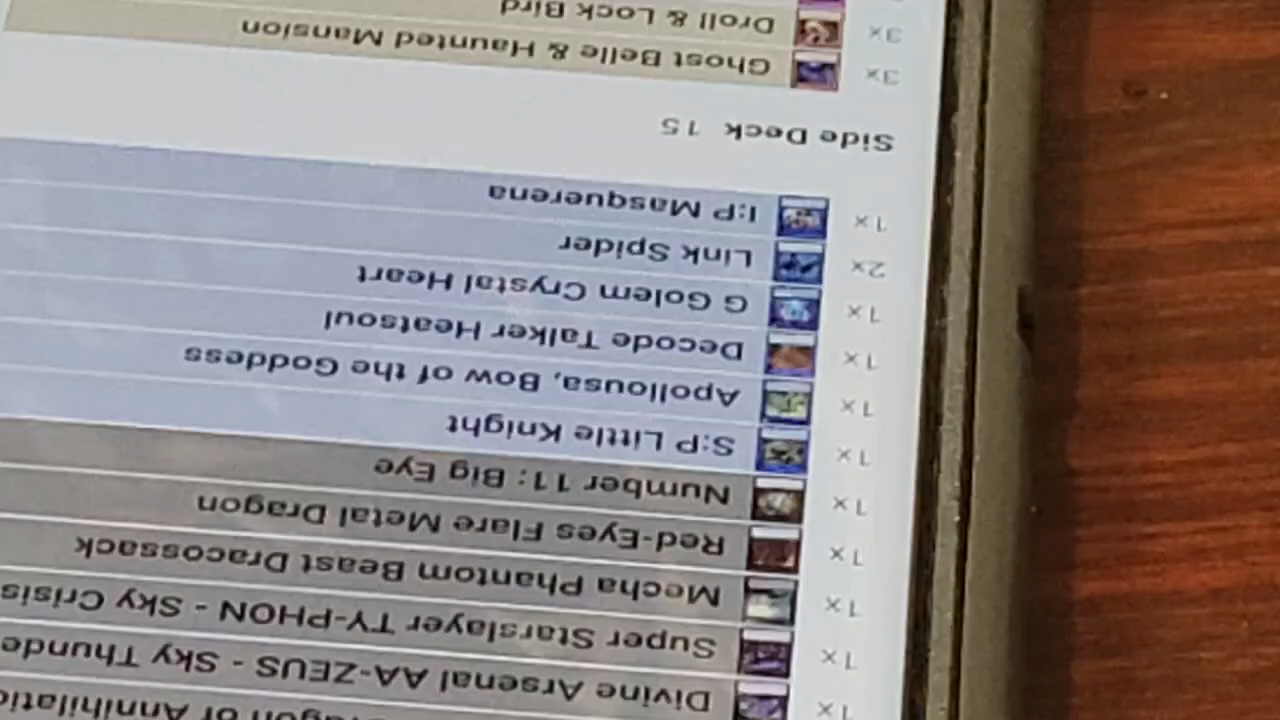 of Annihilatio
1x Divine Arsenal AA-ZEUS - Sky Thunde
1x Super Starslayer TY-PHON - Sky Crisis
1x Mecha Phantom Beast Dracossack
1x Red-Eyes Flare Metal Dragon
1x Number 11: Big Eye
1x S:P Little Knight
1x Apollousa, Bow of the Goddess
1x Decode Talker Heatsoul
1x G Golem Crystal Heart
2x Link Spider
1x I:P Masquerena
Side Deck 15
3x Ghost Belle & Haunted Mansion
3x Droll & Lock Bird